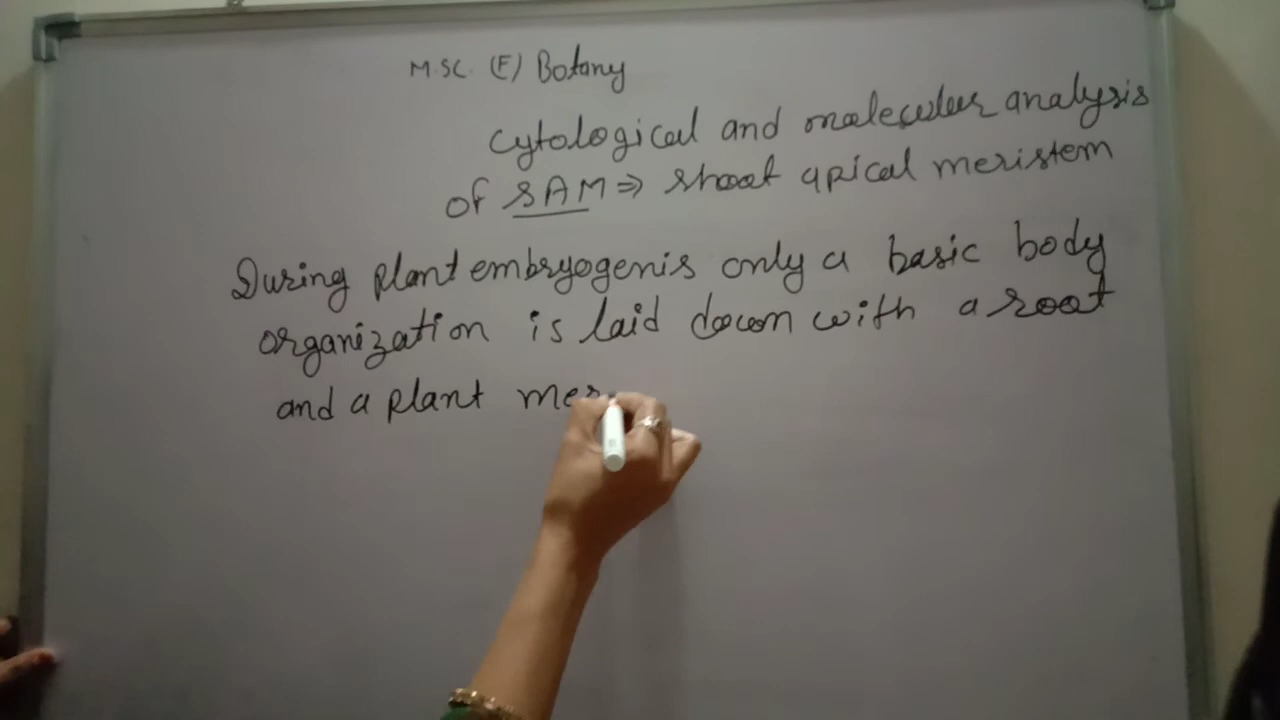 M.SC. (F) Botany
Cytological and molecular analysis
of SAM ⇒ shoot apical meristem
During plant embryogenis only a basic body
organization is laid down with a root
and a plant mer